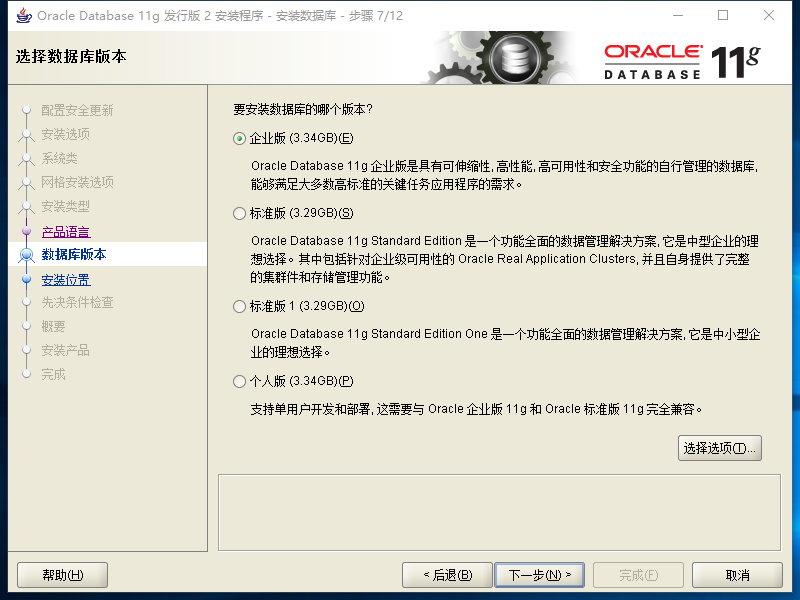 Oracle Database 11g 发行版 2 安装程序 - 安装数据库 - 步骤 7/12
选择数据库版本
ORACLE
DATABASE 11g
配置安全更新
安装选项
系统类
网格安装选项
安装类型
产品语言
数据库版本
安装位置
先决条件检查
概要
安装产品
完成
要安装数据库的哪个版本?
企业版 (3.34GB)(E)
Oracle Database 11g 企业版是具有可伸缩性, 高性能, 高可用性和安全功能的自行管理的数据库,
能够满足大多数高标准的关键任务应用程序的需求。
标准版 (3.29GB)(S)
Oracle Database 11g Standard Edition 是一个功能全面的数据管理解决方案, 它是中型企业的理
想选择。其中包括针对企业级可用性的 Oracle Real Application Clusters, 并且自身提供了完整
的集群件和存储管理功能。
标准版 1 (3.29GB)(O)
Oracle Database 11g Standard Edition One 是一个功能全面的数据管理解决方案, 它是中小型企
业的理想选择。
个人版 (3.34GB)(P)
支持单用户开发和部署, 这需要与 Oracle 企业版 11g 和 Oracle 标准版 11g 完全兼容。
选择选项(T)...
帮助(H)
< 后退(B)
下一步(N) >
完成(F)
取消